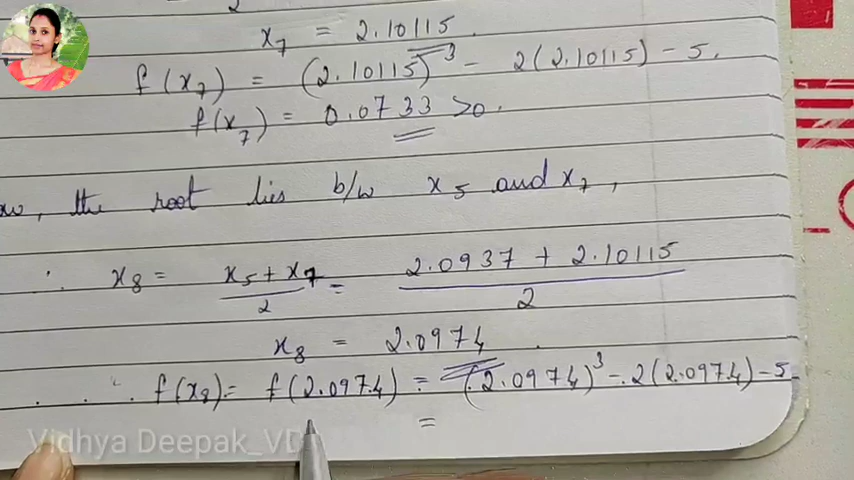 2
x₇ = 2.10115.
f(x₇) = (2.10115)³ - 2(2.10115) - 5.
f(x₇) = 0.0733 >0.
the root lies b/w x₅ and x₇,
∴ x₈ = x₅+x₇/2 = 2.0937 + 2.10115/2
x₈ = 2.0974.
∴ f(x₈) = f(2.0974) = (2.0974)³ - 2(2.0974) - 5
=
Vidhya Deepak_VD